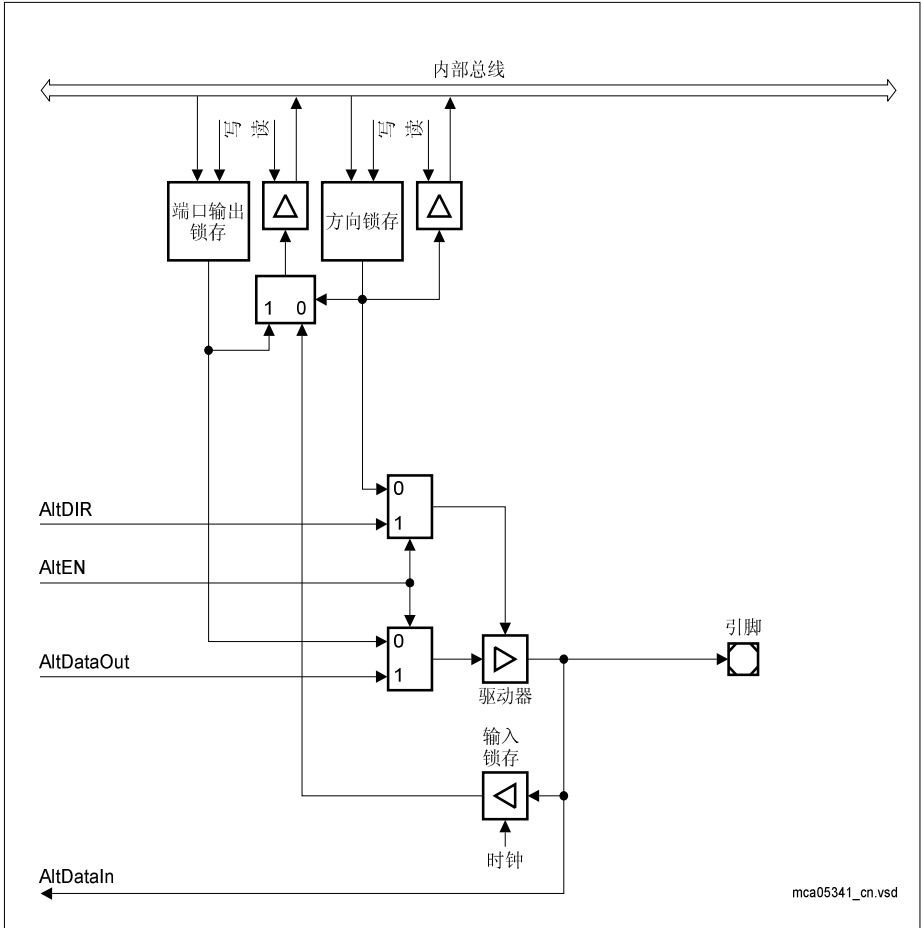 内部总线
写
读
写
读
端口输出
锁存
方向锁存
1 0
0
AltDIR
1
AltEN
0
AltDataOut
1
引脚
驱动器
输入
锁存
时钟
AltDataIn
mca05341_cn.vsd